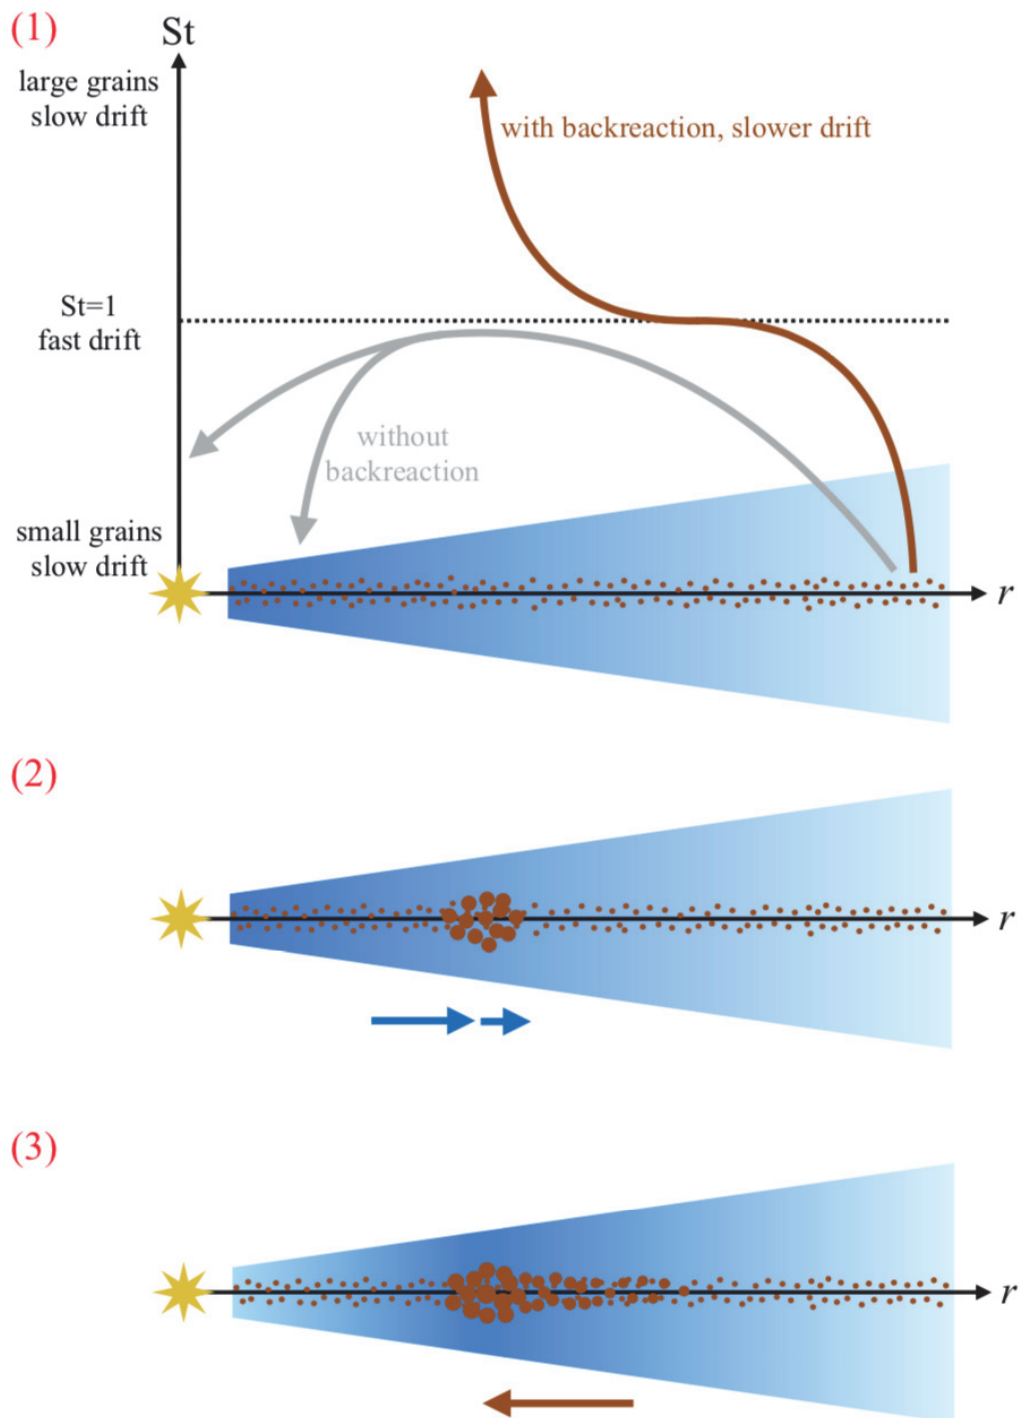 (1)
St
large grains
slow drift
with backreaction, slower drift
St=1
fast drift
without
backreaction
small grains
slow drift
r
(2)
r
(3)
r